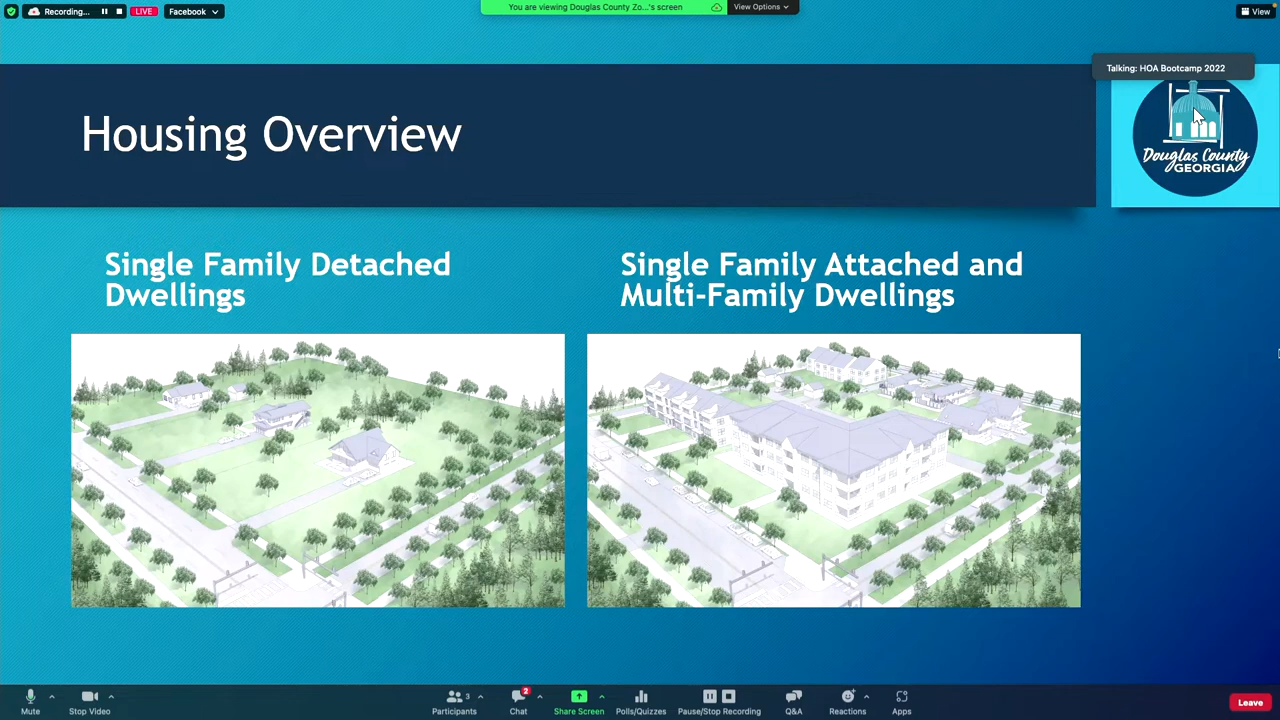 Recording...
LIVE
Facebook
You are viewing Douglas County Zo...'s screen
View Options
View
Talking: HOA Bootcamp 2022
Housing Overview
Douglas County
GEORGIA
Single Family Detached
Dwellings
Single Family Attached and
Multi-Family Dwellings
Mute
Stop Video
3
Participants
2
Chat
Share Screen
Polls/Quizzes
Pause/Stop Recording
Q&A
Reactions
Apps
Leave